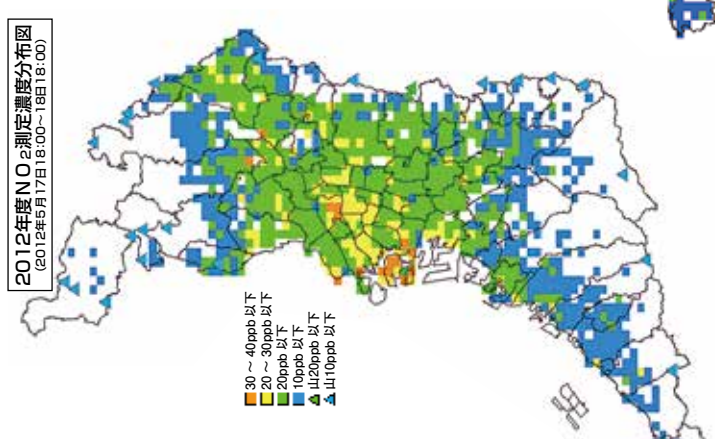 2012年度NO₂測定濃度分布図
(2012年5月17日18:00~18日18:00)
30 ~ 40ppb 以下
20 ~ 30ppb 以下
20ppb 以下
10ppb 以下
山20ppb 以下
山10ppb 以下